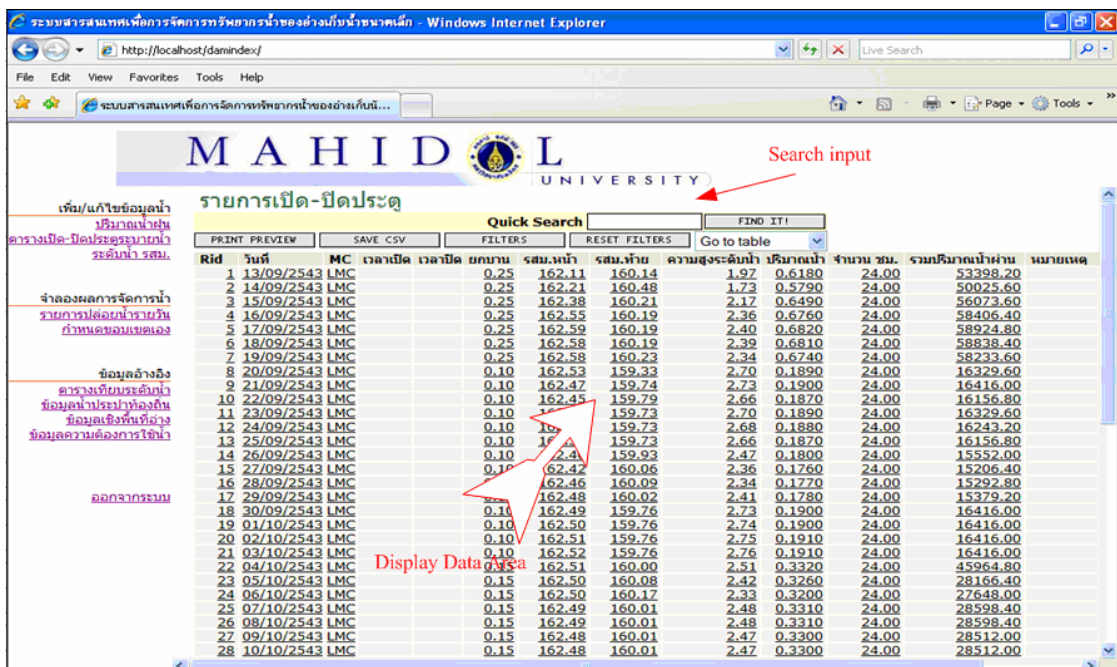 ระบบสารสนเทศเพื่อการจัดการทรัพยากรน้ำของอ่างเก็บน้ำขนาดเล็ก - Windows Internet Explorer
http://localhost/damindex/
Live Search
File Edit View Favorites Tools Help
ระบบสารสนเทศเพื่อการจัดการทรัพยากรน้ำของอ่างเก็บน้ำ...
Page Tools
MAHIDOL
UNIVERSITY
Search input
เพิ่ม/แก้ไขข้อมูลน้ำ
ปริมาณน้ำฝน
ตารางเปิด-ปิดประตูระบายน้ำ
ระดับน้ำ รสม.
จำลองผลการจัดการน้ำ
รายการปล่อยน้ำรายวัน
กำหนดขอบเขตเอง
ข้อมูลอ้างอิง
ตารางเทียบระดับน้ำ
ข้อมูลน้ำประปาท้องถิ่น
ข้อมูลเชิงพื้นที่อ่าง
ข้อมูลความต้องการใช้น้ำ
ออกจากระบบ
รายการเปิด-ปิดประตู
Quick Search FIND IT!
PRINT PREVIEW SAVE CSV FILTERS RESET FILTERS Go to table
Rid วันที่ MC เวลาเปิด เวลาปิด ยกบาน รสม.หน้า รสม.ท้าย ความสูงระดับน้ำ ปริมาณน้ำ จำนวน ชม. รวมปริมาณน้ำผ่าน หมายเหตุ
1 13/09/2543 LMC 0.25 162.11 160.14 1.97 0.6180 24.00 53398.20
2 14/09/2543 LMC 0.25 162.21 160.48 1.73 0.5790 24.00 50025.60
3 15/09/2543 LMC 0.25 162.38 160.21 2.17 0.6490 24.00 56073.60
4 16/09/2543 LMC 0.25 162.55 160.19 2.36 0.6760 24.00 58406.40
5 17/09/2543 LMC 0.25 162.59 160.19 2.40 0.6820 24.00 58924.80
6 18/09/2543 LMC 0.25 162.58 160.19 2.39 0.6810 24.00 58838.40
7 19/09/2543 LMC 0.25 162.58 160.23 2.34 0.6740 24.00 58233.60
8 20/09/2543 LMC 0.10 162.53 159.33 2.70 0.1890 24.00 16329.60
9 21/09/2543 LMC 0.10 162.47 159.74 2.73 0.1900 24.00 16416.00
10 22/09/2543 LMC 0.10 162.45 159.79 2.66 0.1870 24.00 16156.80
11 23/09/2543 LMC 0.10 159.73 2.70 0.1890 24.00 16329.60
12 24/09/2543 LMC 0.10 159.73 2.68 0.1880 24.00 16243.20
13 25/09/2543 LMC 0.10 159.73 2.66 0.1870 24.00 16156.80
14 26/09/2543 LMC 0.10 159.93 2.47 0.1800 24.00 15552.00
15 27/09/2543 LMC 0.10 162.42 160.06 2.36 0.1760 24.00 15206.40
16 28/09/2543 LMC 162.46 160.09 2.34 0.1770 24.00 15292.80
17 29/09/2543 LMC 162.48 160.02 2.41 0.1780 24.00 15379.20
18 30/09/2543 LMC 0.10 162.49 159.76 2.73 0.1900 24.00 16416.00
19 01/10/2543 LMC 0.10 162.50 159.76 2.74 0.1900 24.00 16416.00
20 02/10/2543 LMC 0.10 162.51 159.76 2.75 0.1910 24.00 16416.00
21 03/10/2543 LMC 0.10 162.52 159.76 2.76 0.1910 24.00 16416.00
22 04/10/2543 LMC 0.15 162.51 160.00 2.51 0.3320 24.00 45964.80
23 05/10/2543 LMC 0.15 162.50 160.08 2.42 0.3260 24.00 28166.40
24 06/10/2543 LMC 0.15 162.50 160.17 2.33 0.3200 24.00 27648.00
25 07/10/2543 LMC 0.15 162.49 160.01 2.48 0.3310 24.00 28598.40
26 08/10/2543 LMC 0.15 162.49 160.01 2.48 0.3310 24.00 28598.40
27 09/10/2543 LMC 0.15 162.48 160.01 2.47 0.3300 24.00 28512.00
28 10/10/2543 LMC 0.15 162.48 160.01 2.47 0.3300 24.00 28512.00
Display Data Area